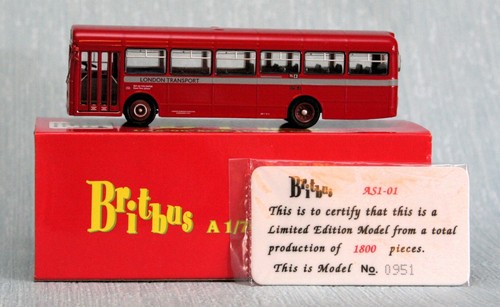 LONDON TRANSPORT
Britbus A 1/7
Britbus AS1-01
This is to certify that this is a
Limited Edition Model from a total
production of 1800 pieces.
This is Model No. 0951